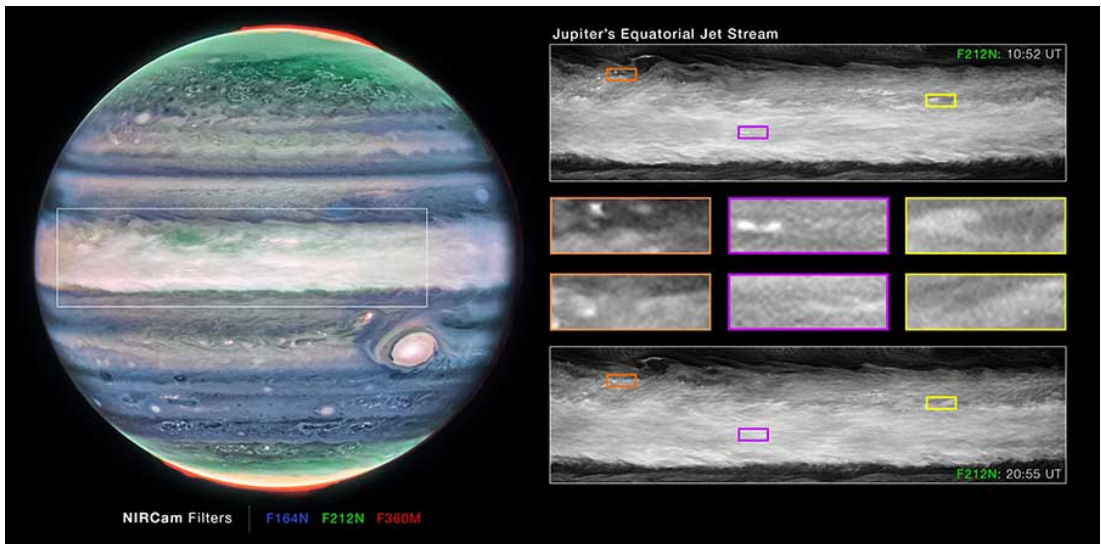 Jupiter's Equatorial Jet Stream
F212N: 10:52 UT
F212N: 20:55 UT
NIRCam Filters F164N F212N F360M